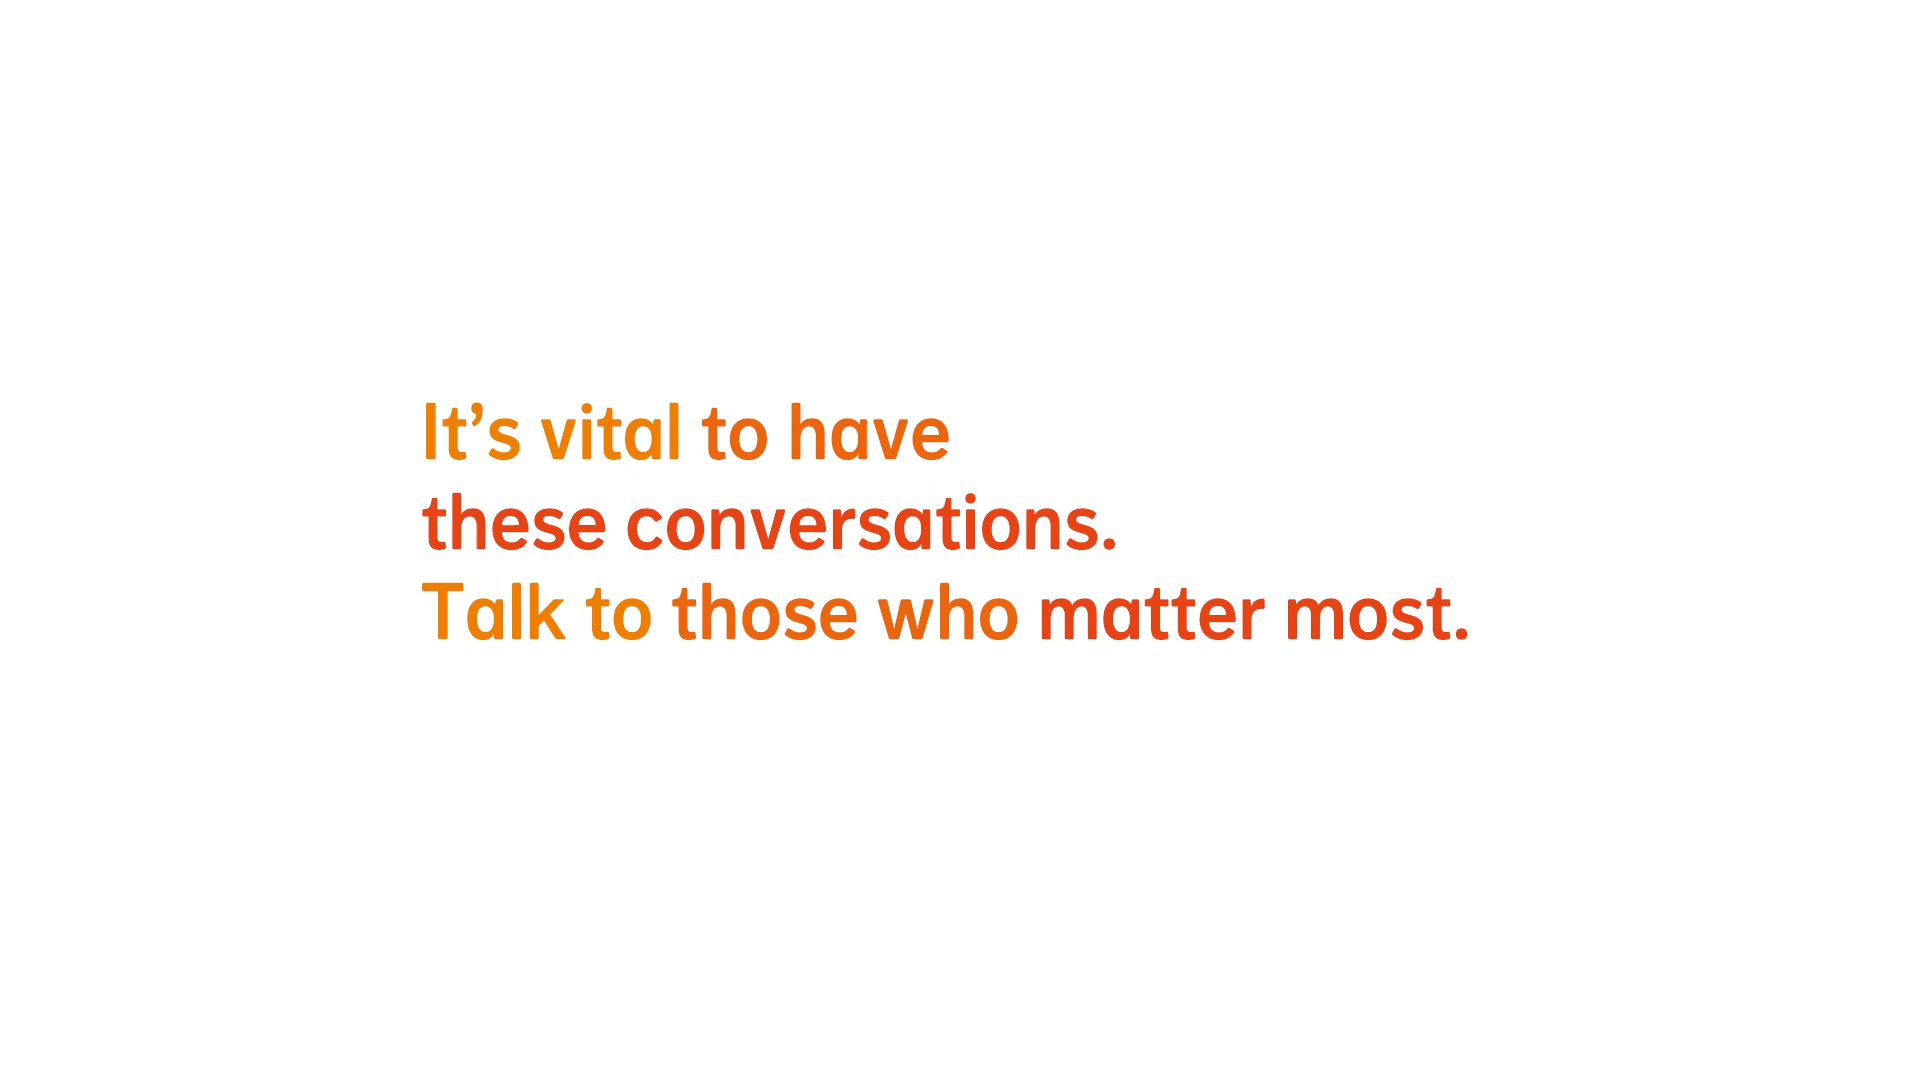 It’s vital to have
these conversations.
Talk to those who matter most.